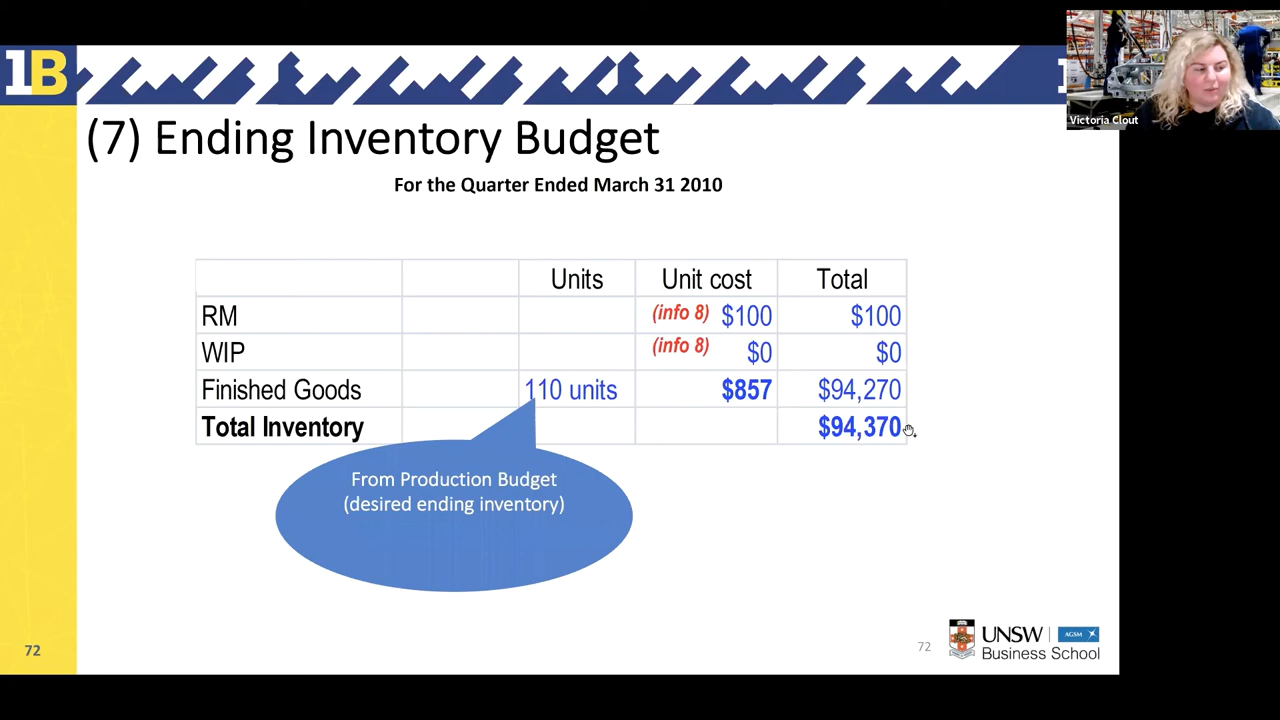 1B
Victoria Clout
(7) Ending Inventory Budget
For the Quarter Ended March 31 2010
Units Unit cost Total
RM (info 8) $100 $100
WIP (info 8) $0 $0
Finished Goods 110 units $857 $94,270
Total Inventory $94,370
From Production Budget
(desired ending inventory)
72
72
UNSW AGSM
Business School